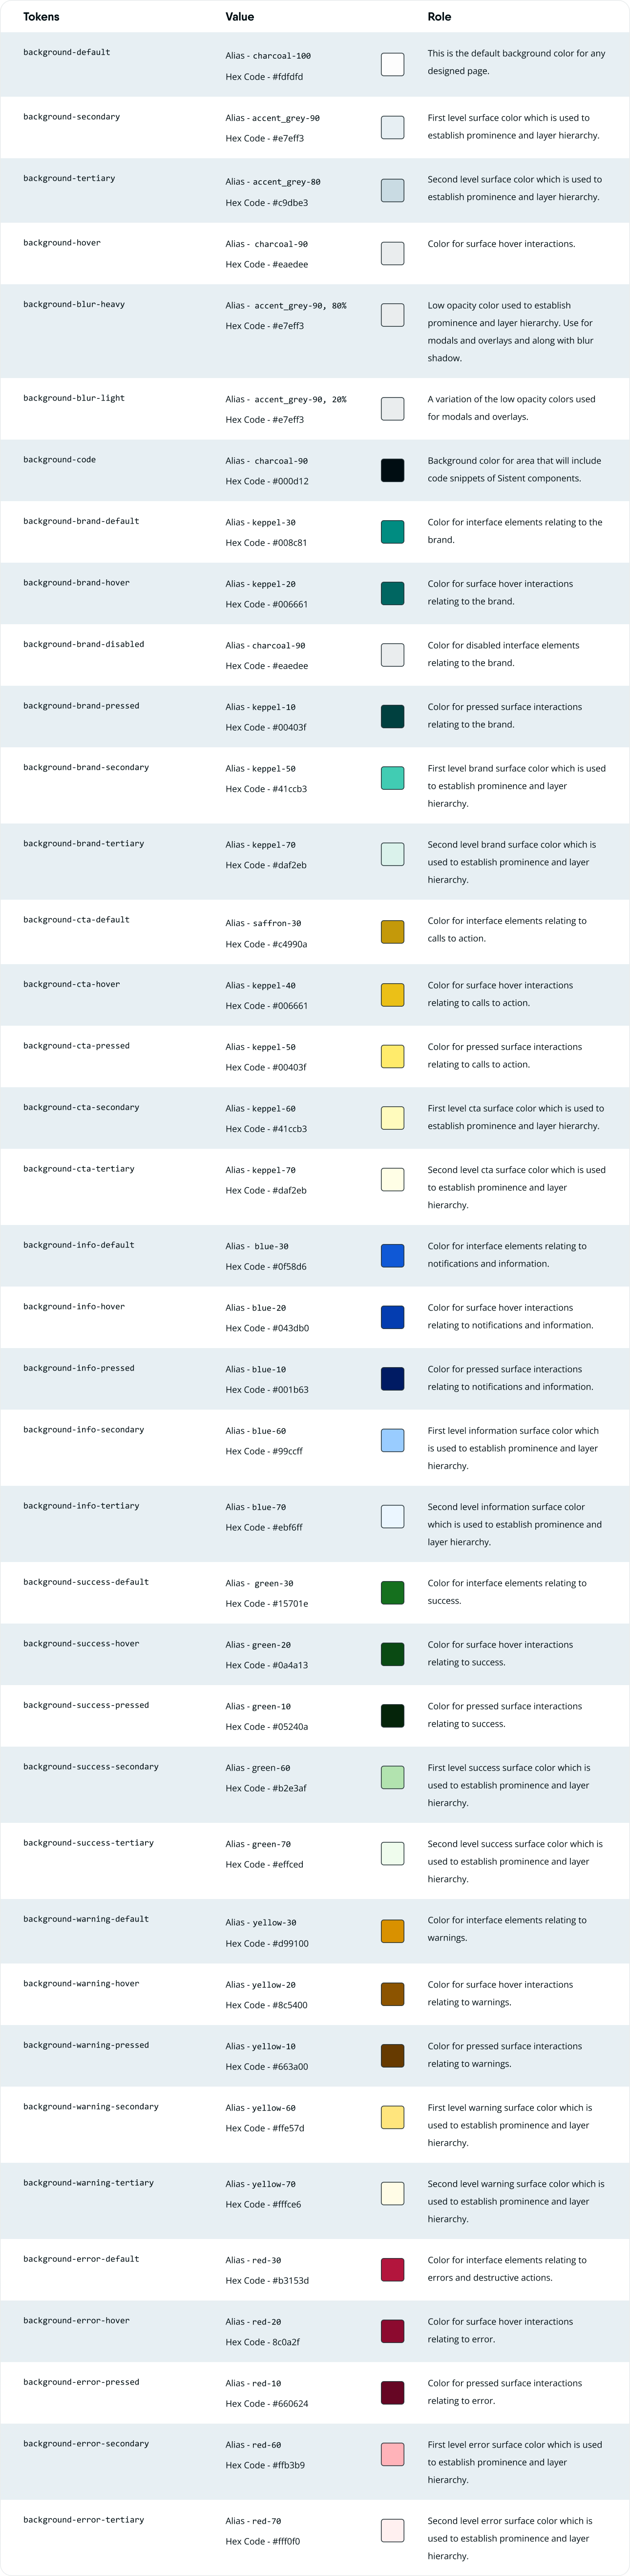 Tokens Value Role
background-default
Alias - charcoal-100
Hex Code - #fdfdfd
This is the default background color for any
designed page.
background-secondary
Alias - accent_grey-90
Hex Code - #e7eff3
First level surface color which is used to
establish prominence and layer hierarchy.
background-tertiary
Alias - accent_grey-80
Hex Code - #c9dbe3
Second level surface color which is used to
establish prominence and layer hierarchy.
background-hover
Alias - charcoal-90
Hex Code - #eaedee
Color for surface hover interactions.
background-blur-heavy
Alias - accent_grey-90, 80%
Hex Code - #e7eff3
Low opacity color used to establish
prominence and layer hierarchy. Use for
modals and overlays and along with blur
shadow.
background-blur-light
Alias - accent_grey-90, 20%
Hex Code - #e7eff3
A variation of the low opacity colors used
for modals and overlays.
background-code
Alias - charcoal-90
Hex Code - #000d12
Background color for area that will include
code snippets of Sistent components.
background-brand-default
Alias - keppel-30
Hex Code - #008c81
Color for interface elements relating to the
brand.
background-brand-hover
Alias - keppel-20
Hex Code - #006661
Color for surface hover interactions
relating to the brand.
background-brand-disabled
Alias - charcoal-90
Hex Code - #eaedee
Color for disabled interface elements
relating to the brand.
background-brand-pressed
Alias - keppel-10
Hex Code - #00403f
Color for pressed surface interactions
relating to the brand.
background-brand-secondary
Alias - keppel-50
Hex Code - #41ccb3
First level brand surface color which is used
to establish prominence and layer
hierarchy.
background-brand-tertiary
Alias - keppel-70
Hex Code - #daf2eb
Second level brand surface color which is
used to establish prominence and layer
hierarchy.
background-cta-default
Alias - saffron-30
Hex Code - #c4990a
Color for interface elements relating to
calls to action.
background-cta-hover
Alias - keppel-40
Hex Code - #006661
Color for surface hover interactions
relating to calls to action.
background-cta-pressed
Alias - keppel-50
Hex Code - #00403f
Color for pressed surface interactions
relating to calls to action.
background-cta-secondary
Alias - keppel-60
Hex Code - #41ccb3
First level cta surface color which is used to
establish prominence and layer hierarchy.
background-cta-tertiary
Alias - keppel-70
Hex Code - #daf2eb
Second level cta surface color which is used
to establish prominence and layer
hierarchy.
background-info-default
Alias - blue-30
Hex Code - #0f58d6
Color for interface elements relating to
notifications and information.
background-info-hover
Alias - blue-20
Hex Code - #043db0
Color for surface hover interactions
relating to notifications and information.
background-info-pressed
Alias - blue-10
Hex Code - #001b63
Color for pressed surface interactions
relating to notifications and information.
background-info-secondary
Alias - blue-60
Hex Code - #99ccff
First level information surface color which
is used to establish prominence and layer
hierarchy.
background-info-tertiary
Alias - blue-70
Hex Code - #ebf6ff
Second level information surface color
which is used to establish prominence and
layer hierarchy.
background-success-default
Alias - green-30
Hex Code - #15701e
Color for interface elements relating to
success.
background-success-hover
Alias - green-20
Hex Code - #0a4a13
Color for surface hover interactions
relating to success.
background-success-pressed
Alias - green-10
Hex Code - #05240a
Color for pressed surface interactions
relating to success.
background-success-secondary
Alias - green-60
Hex Code - #b2e3af
First level success surface color which is
used to establish prominence and layer
hierarchy.
background-success-tertiary
Alias - green-70
Hex Code - #effced
Second level success surface color which is
used to establish prominence and layer
hierarchy.
background-warning-default
Alias - yellow-30
Hex Code - #d99100
Color for interface elements relating to
warnings.
background-warning-hover
Alias - yellow-20
Hex Code - #8c5400
Color for surface hover interactions
relating to warnings.
background-warning-pressed
Alias - yellow-10
Hex Code - #663a00
Color for pressed surface interactions
relating to warnings.
background-warning-secondary
Alias - yellow-60
Hex Code - #ffe57d
First level warning surface color which is
used to establish prominence and layer
hierarchy.
background-warning-tertiary
Alias - yellow-70
Hex Code - #fffce6
Second level warning surface color which is
used to establish prominence and layer
hierarchy.
background-error-default
Alias - red-30
Hex Code - #b3153d
Color for interface elements relating to
errors and destructive actions.
background-error-hover
Alias - red-20
Hex Code - 8c0a2f
Color for surface hover interactions
relating to error.
background-error-pressed
Alias - red-10
Hex Code - #660624
Color for pressed surface interactions
relating to error.
background-error-secondary
Alias - red-60
Hex Code - #ffb3b9
First level error surface color which is used
to establish prominence and layer
hierarchy.
background-error-tertiary
Alias - red-70
Hex Code - #fff0f0
Second level error surface color which is
used to establish prominence and layer
hierarchy.